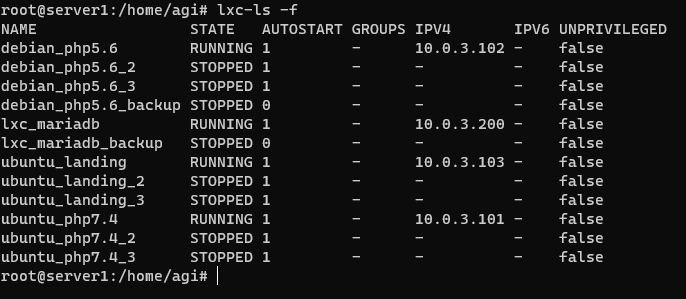 root@server1:/home/agi# lxc-ls -f
NAME                STATE   AUTOSTART GROUPS IPV4       IPV6 UNPRIVILEGED
debian_php5.6       RUNNING 1         -      10.0.3.102 -    false
debian_php5.6_2     STOPPED 1         -      -          -    false
debian_php5.6_3     STOPPED 1         -      -          -    false
debian_php5.6_backup STOPPED 0         -      -          -    false
lxc_mariadb         RUNNING 1         -      10.0.3.200 -    false
lxc_mariadb_backup  STOPPED 0         -      -          -    false
ubuntu_landing      RUNNING 1         -      10.0.3.103 -    false
ubuntu_landing_2    STOPPED 1         -      -          -    false
ubuntu_landing_3    STOPPED 1         -      -          -    false
ubuntu_php7.4       RUNNING 1         -      10.0.3.101 -    false
ubuntu_php7.4_2     STOPPED 1         -      -          -    false
ubuntu_php7.4_3     STOPPED 1         -      -          -    false
root@server1:/home/agi#